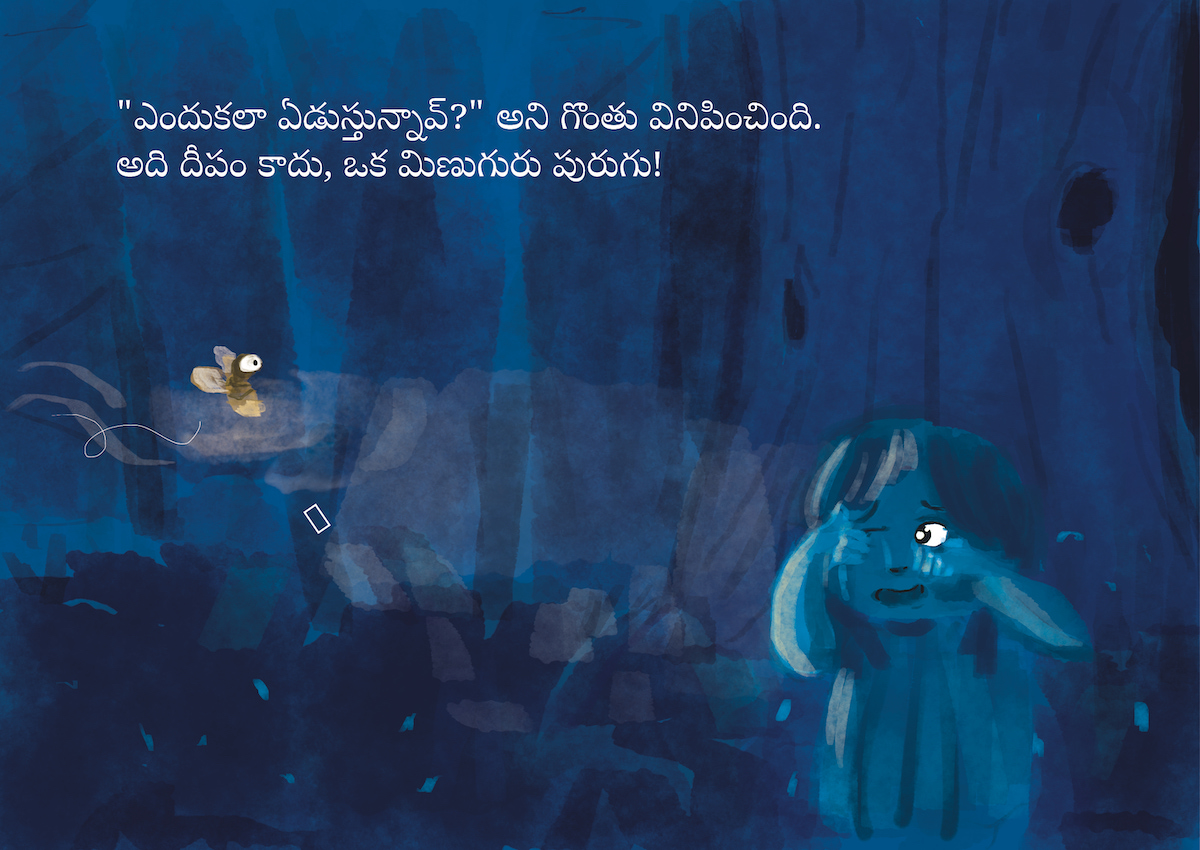 "ఎందుకలా ఏడుస్తున్నావ్?" అని గొంతు వినిపించింది.
అది దీపం కాదు, ఒక మిణుగురు పురుగు!